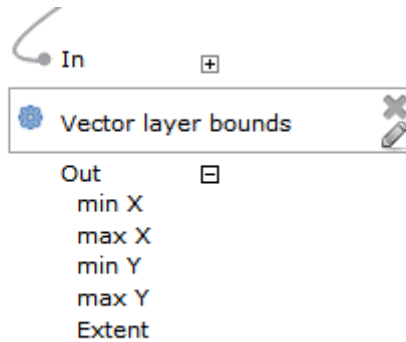 In
Vector layer bounds
Out
min X
max X
min Y
max Y
Extent